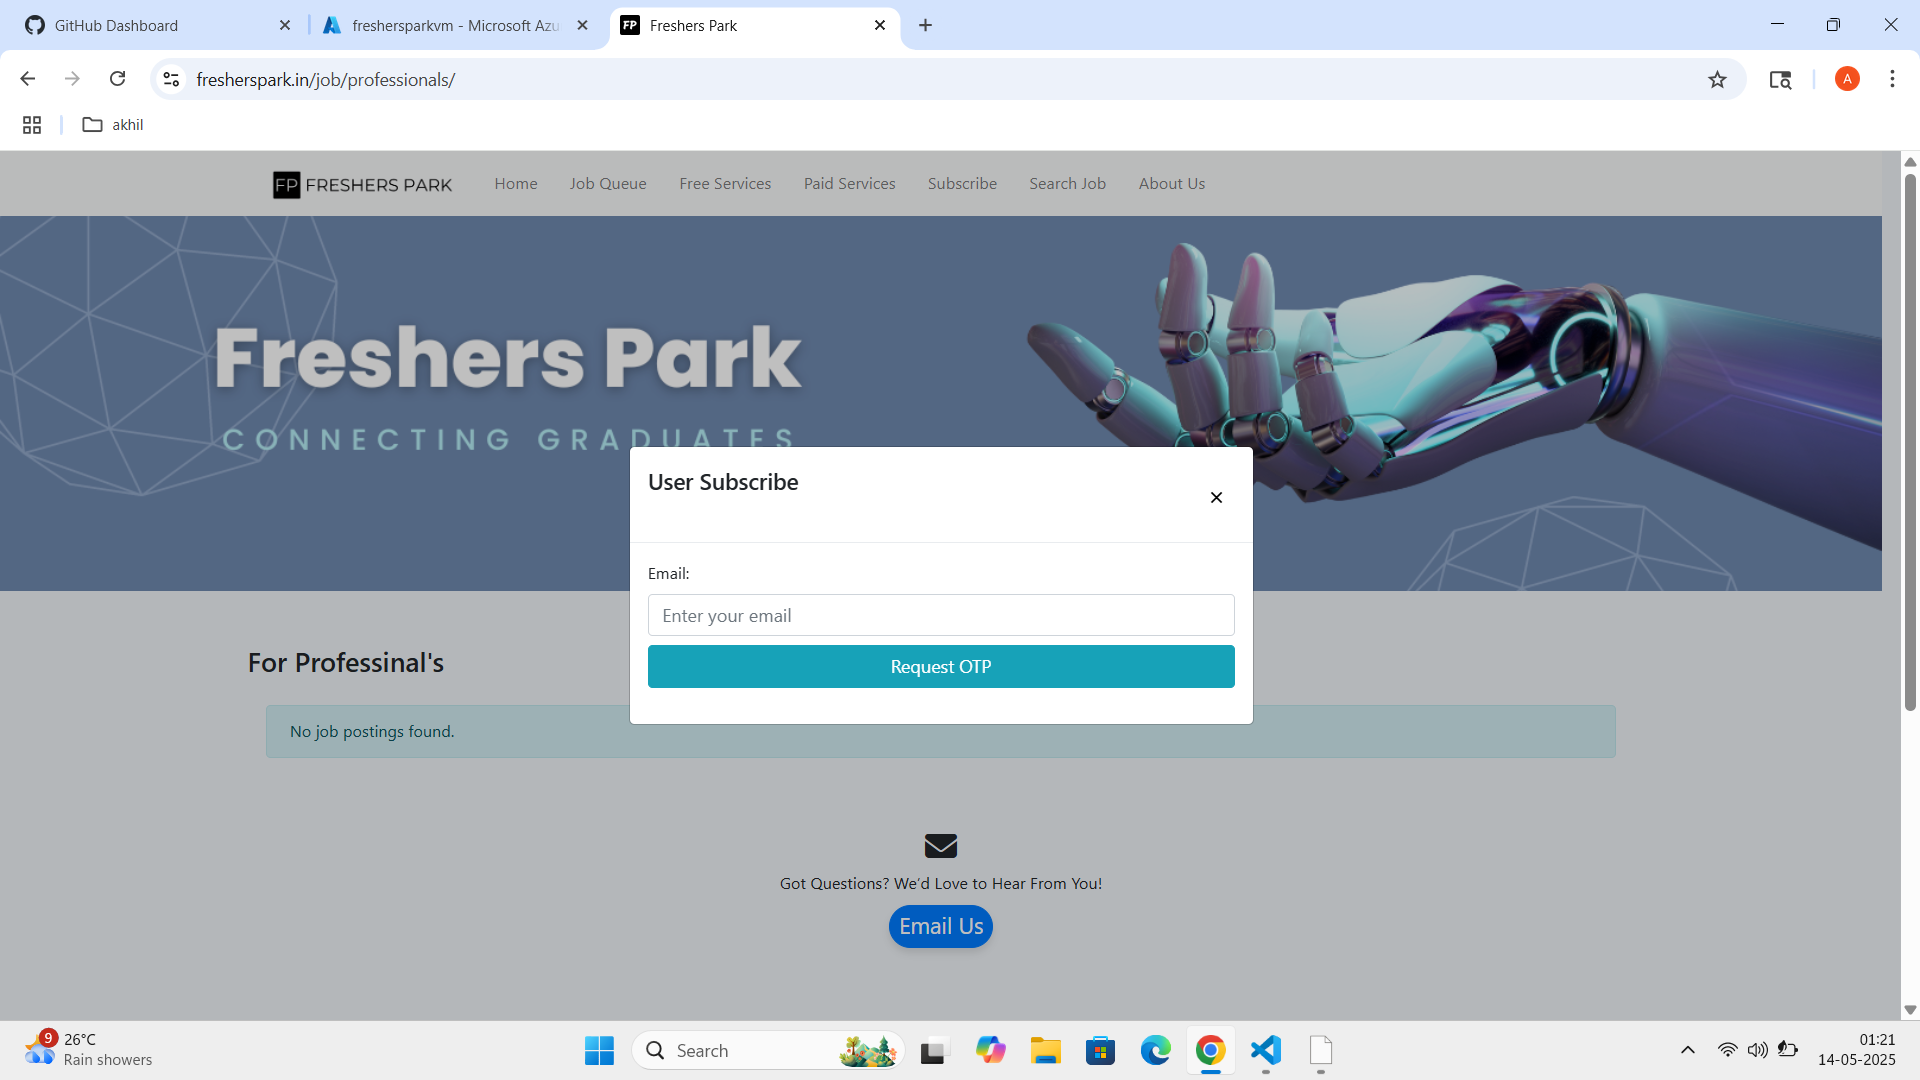 GitHub Dashboard
freshersparkvm - Microsoft Azu
FP Freshers Park
fresherspark.in/job/professionals/
A
akhil
FP FRESHERS PARK
Home
Job Queue
Free Services
Paid Services
Subscribe
Search Job
About Us
Freshers Park
CONNECTING GRADUATES
User Subscribe
Email:
Enter your email
Request OTP
For Professinal's
No job postings found.
Got Questions? We'd Love to Hear From You!
Email Us
9
26°C
Rain showers
Search
01:21
14-05-2025